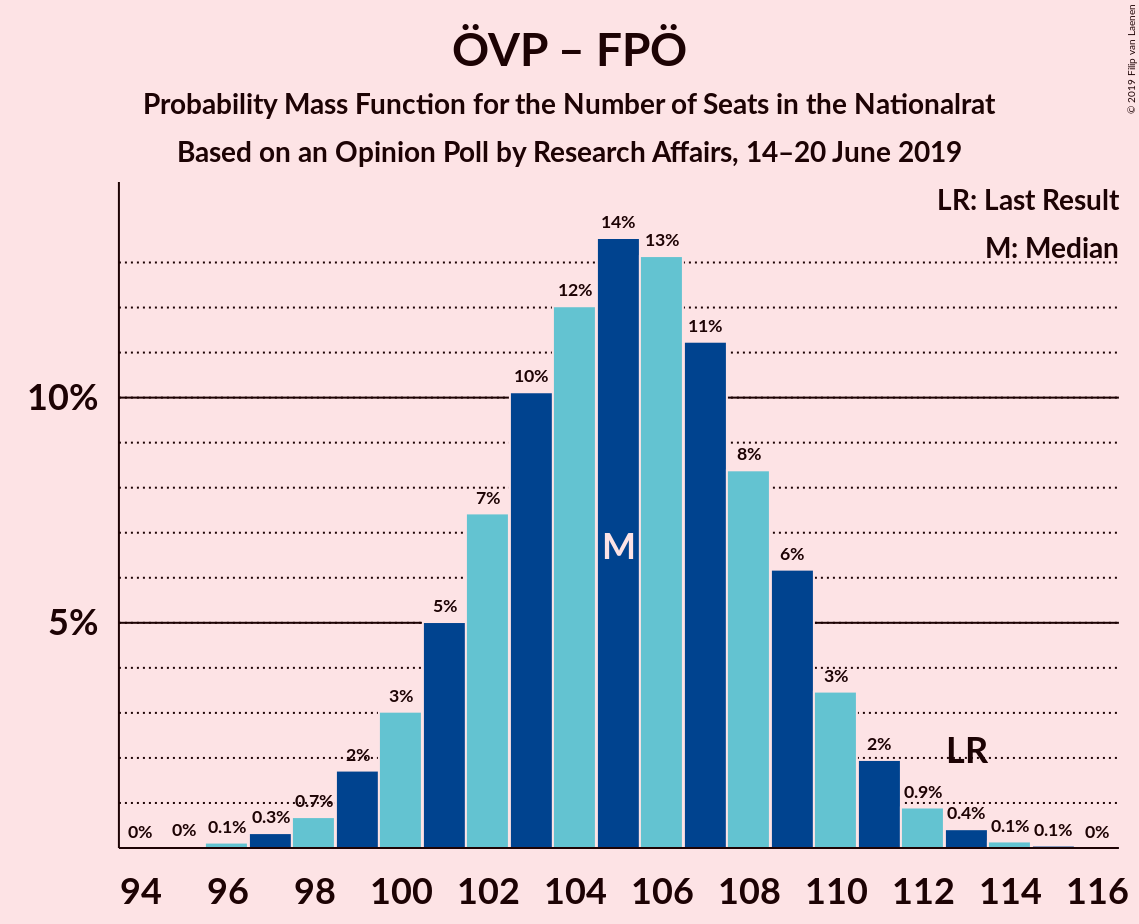 ÖVP – FPÖ
Probability Mass Function for the Number of Seats in the Nationalrat
Based on an Opinion Poll by Research Affairs, 14–20 June 2019
© 2019 Filip van Laenen
LR: Last Result
M: Median
10%
5%
0%
0%
0.1%
0.3%
0.7%
2%
3%
5%
7%
10%
12%
14%
13%
11%
8%
6%
3%
2%
0.9%
0.4%
0.1%
0.1%
0%
M
LR
94 96 98 100 102 104 106 108 110 112 114 116